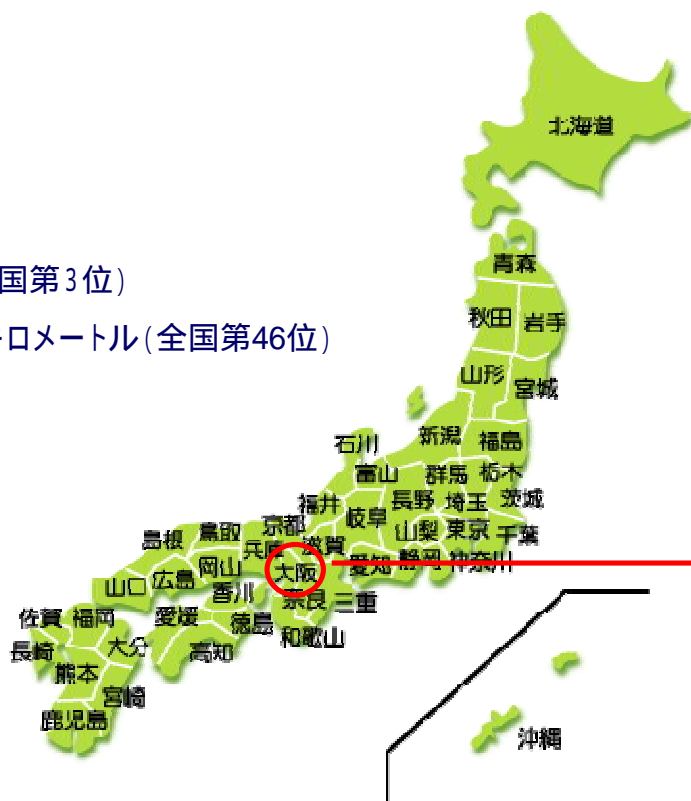 北海道
青森
国第3位)
秋田 岩手
ロメートル(全国第46位)
山形 宮城
石川 新潟 福島
富山 群馬 栃木
福井 岐阜 長野 埼玉 茨城
島根 鳥取 京都 滋賀 山梨 東京 千葉
兵庫 愛知 静岡 神奈川
山口 広島 岡山 大阪
香川 奈良 三重
佐賀 福岡 愛媛 徳島 和歌山
長崎 大分 高知
熊本 宮崎
鹿児島
沖縄